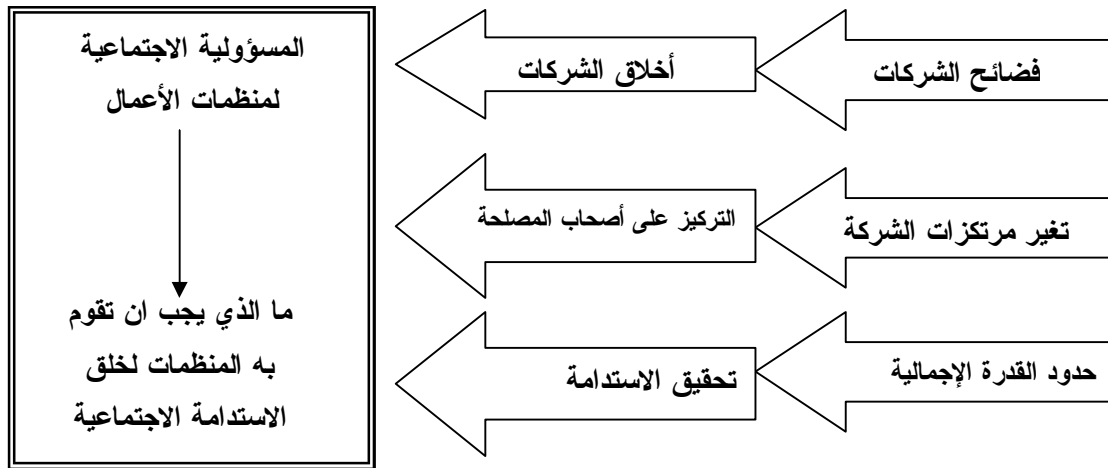 فضائح الشركات
أخلاق الشركات
المسؤولية الاجتماعية
لمنظمات الأعمال
تغير مرتكزات الشركة
التركيز على أصحاب المصلحة
حدود القدرة الإجمالية
تحقيق الاستدامة
ما الذي يجب ان تقوم
به المنظمات لخلق
الاستدامة الاجتماعية